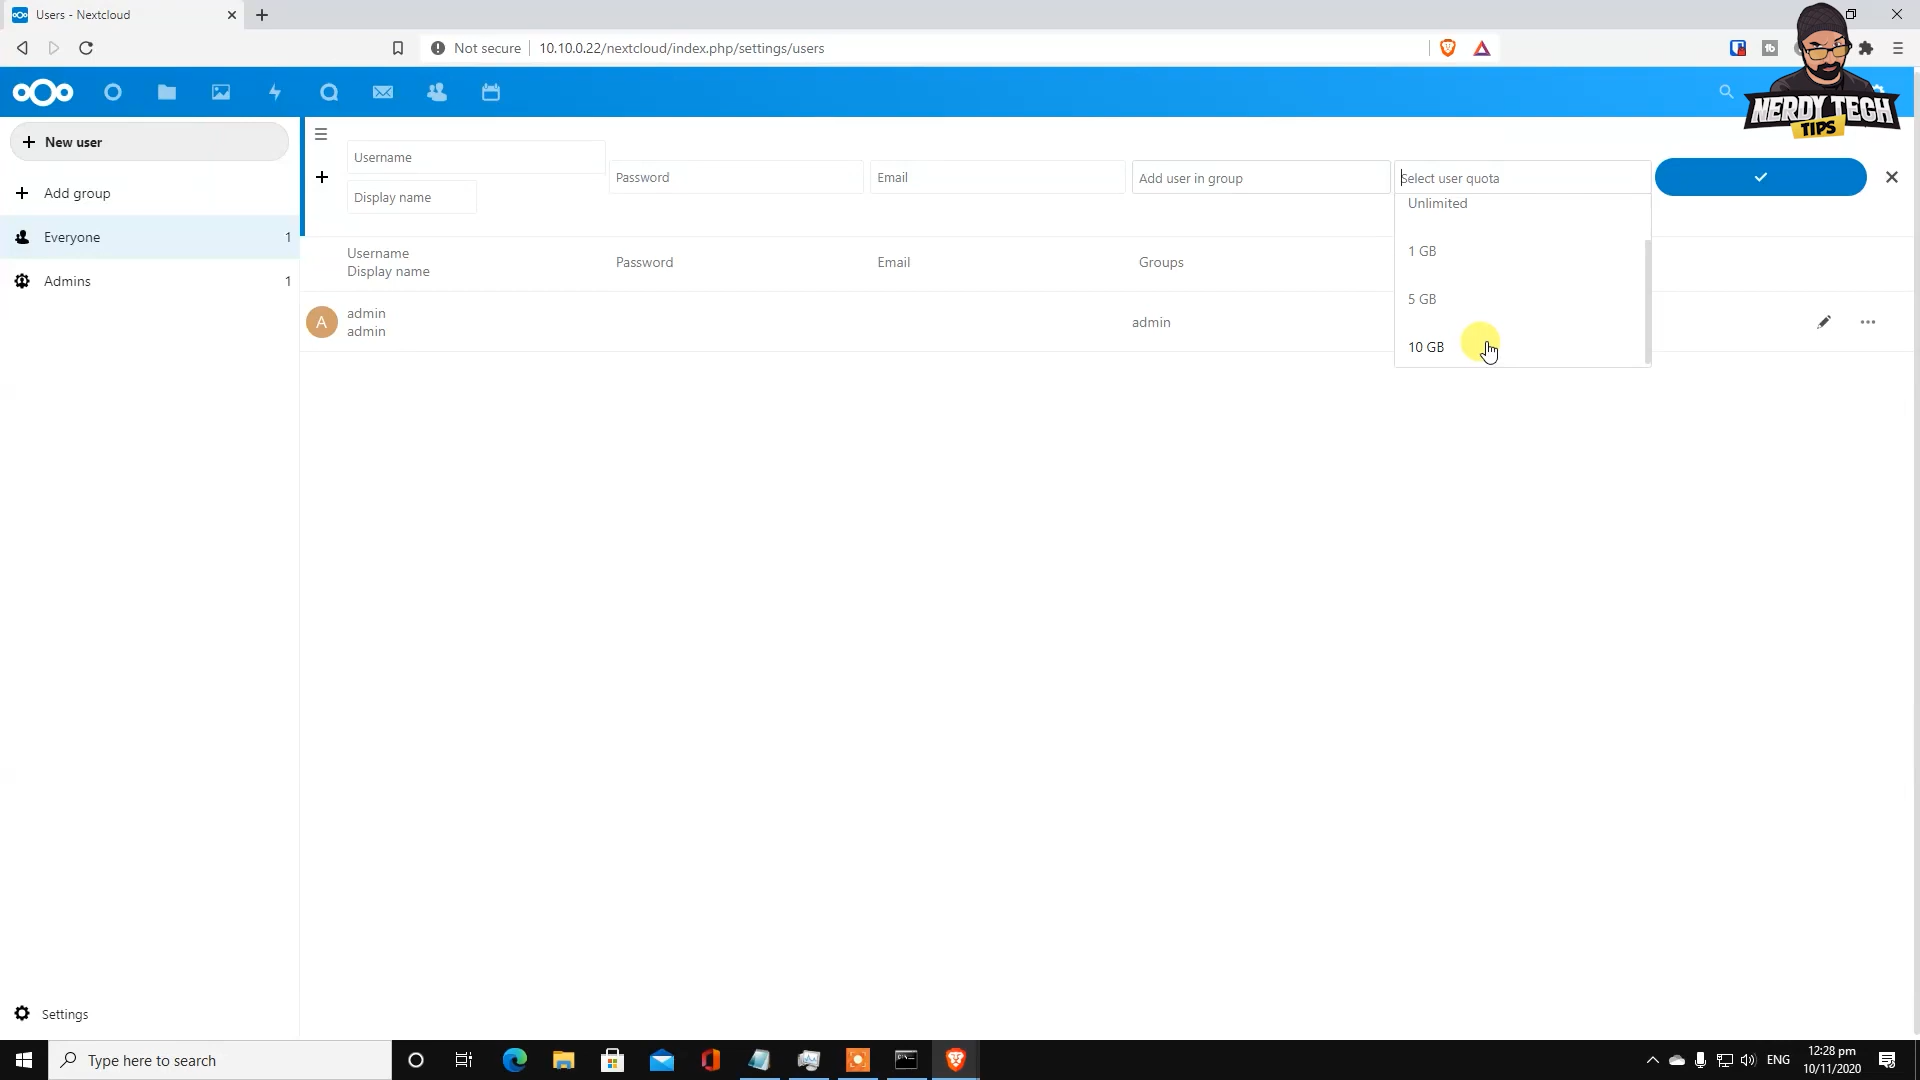 Users - Nextcloud
Not secure
10.10.0.22/nextcloud/index.php/settings/users
NERDY TECH
TIPS
New user
Add group
Everyone
1
Admins
1
Username
Display name
Password
Email
Add user in group
Select user quota
Unlimited
1 GB
5 GB
10 GB
Username
Display name
Password
Email
Groups
A
admin
admin
admin
Settings
Type here to search
ENG
12:28 pm
10/11/2020